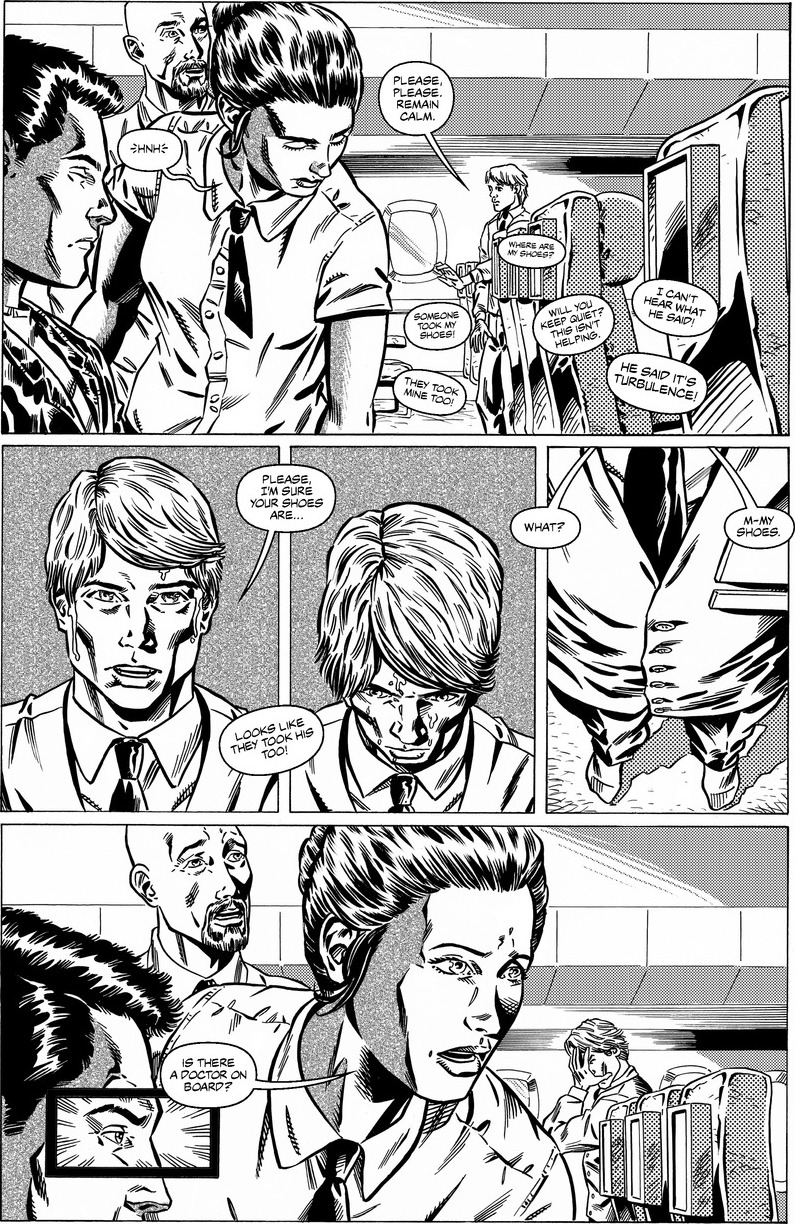 PLEASE,
PLEASE.
REMAIN
CALM.
HNH
WHERE ARE
MY SHOES?
SOMEONE
TOOK MY
SHOES!
WILL YOU
KEEP QUIET?
THIS ISN'T
HELPING.
I CAN'T
HEAR WHAT
HE SAID!
THEY TOOK
MINE TOO!
HE SAID IT'S
TURBULENCE!
PLEASE,
I'M SURE
YOUR SHOES
ARE...
LOOKS LIKE
THEY TOOK HIS
TOO!
WHAT?
M-MY
SHOES.
IS THERE
A DOCTOR ON
BOARD?